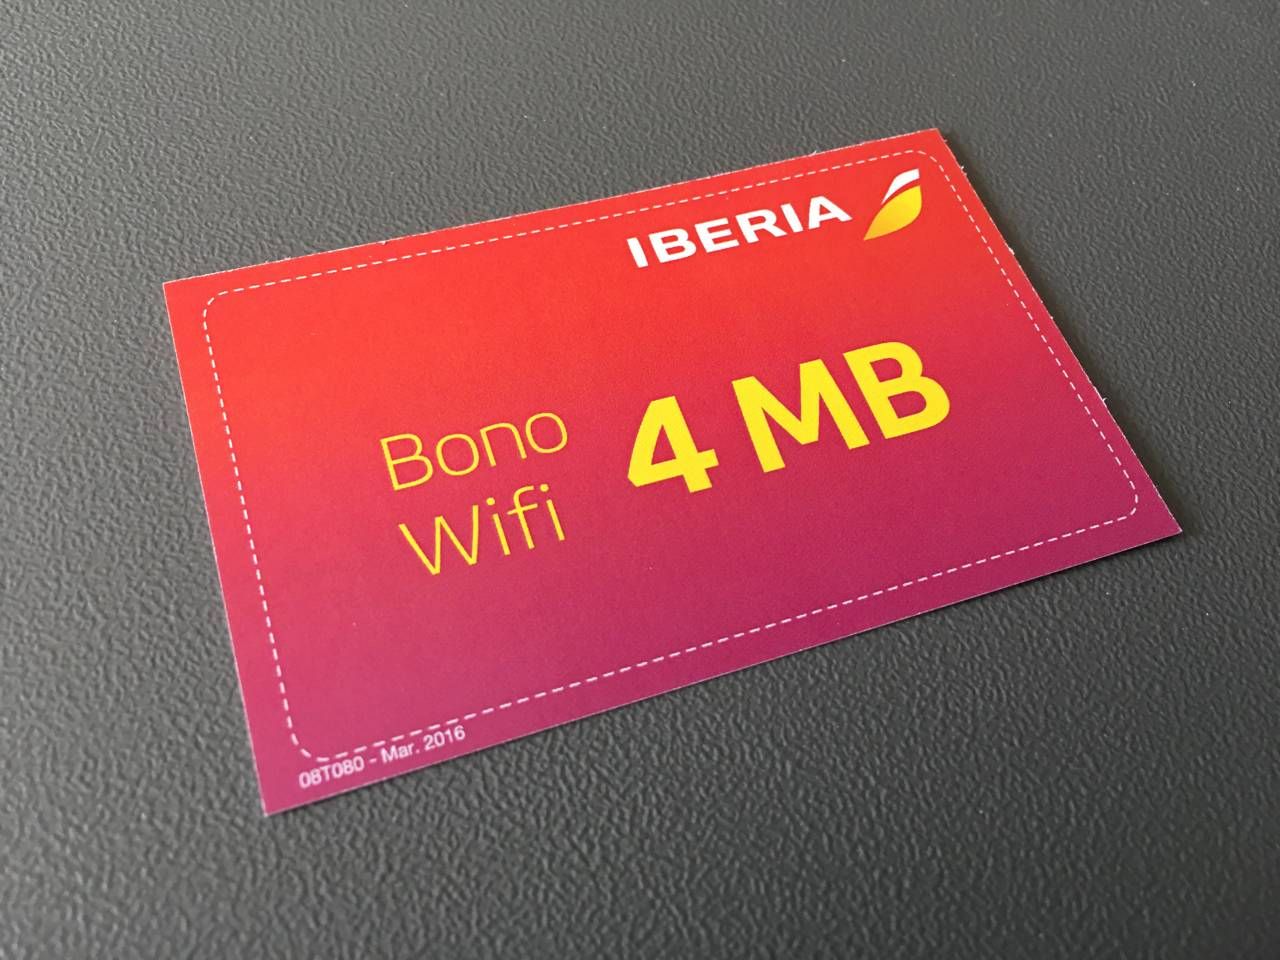 IBERIA
Bono
Wifi
4 MB
08T080 - Mar. 2016